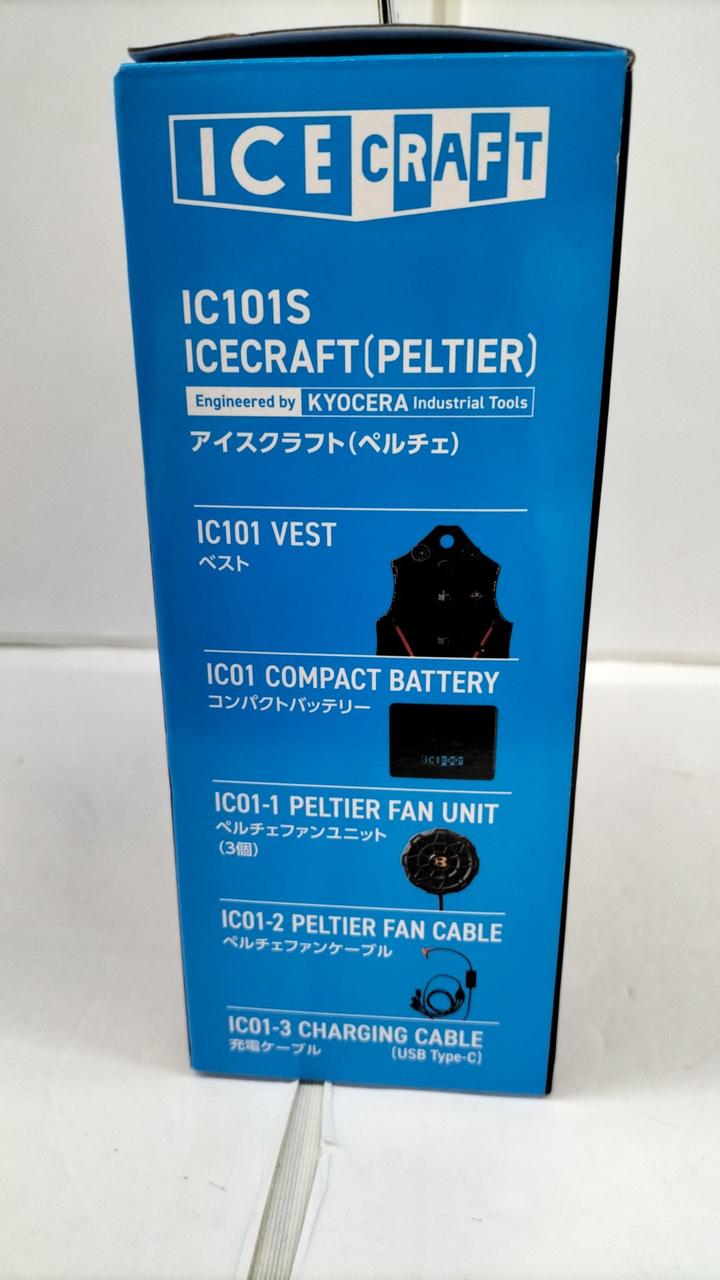 ICECRAFT
IC101S
ICECRAFT(PELTIER)
Engineered by KYOCERA Industrial Tools
アイスクラフト(ペルチェ)
IC101 VEST
ベスト
IC01 COMPACT BATTERY
コンパクトバッテリー
ICECRAFT
IC01-1 PELTIER FAN UNIT
ペルチェファンユニット
(3個)
B
IC01-2 PELTIER FAN CABLE
ペルチェファンケーブル
IC01-3 CHARGING CABLE
充電ケーブル (USB Type-C)